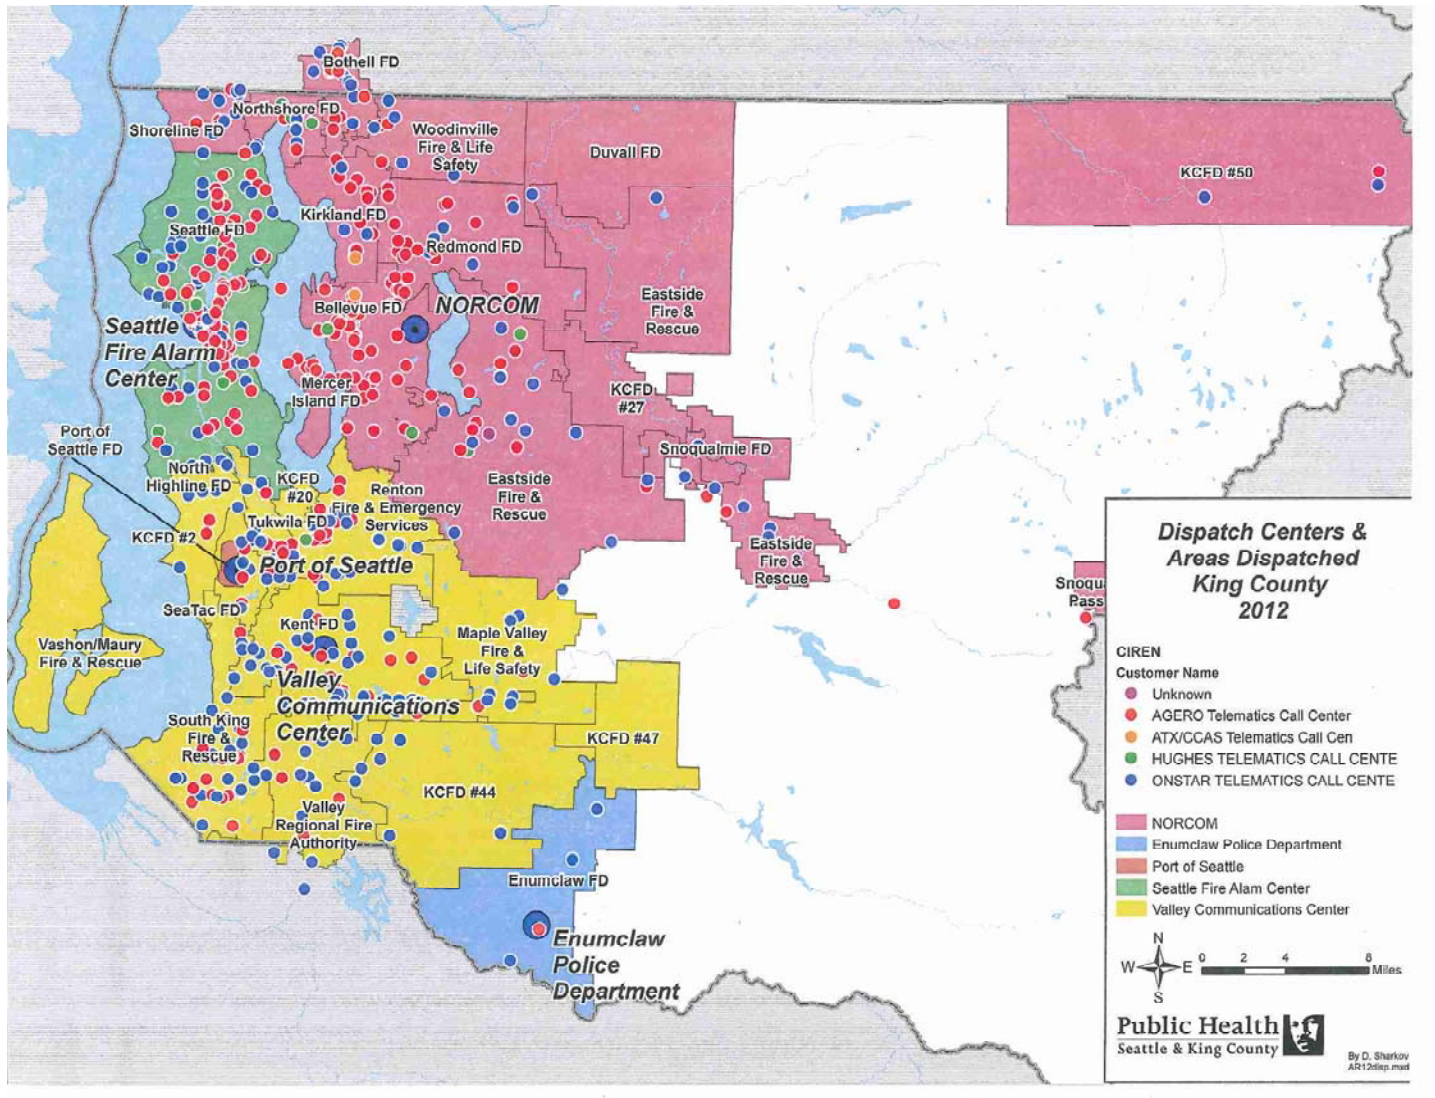 Bothell FD
Northshore FD
Shoreline FD
Woodinville
Fire & Life
Safety
Duvall FD
KCFD #50
Kirkland FD
Seattle FD
Redmond FD
Eastside
Fire &
Rescue
NORCOM
Bellevue FD
Seattle
Fire Alarm
Center
Mercer
Island FD
KCFD
#27
Port of
Seattle FD
Snoqualmie FD
North
Highline FD
KCFD
#20
Renton
Fire & Emergency
Services
Eastside
Fire &
Rescue
Tukwila FD
KCFD #2
Port of Seattle
Eastside
Fire &
Rescue
Snoqua
Pass
SeaTac FD
Kent FD
Maple Valley
Fire &
Life Safety
Vashon/Maury
Fire & Rescue
Valley
Communications
Center
South King
Fire &
Rescue
KCFD #47
KCFD #44
Valley
Regional Fire
Authority
Enumclaw FD
Enumclaw
Police
Department
Dispatch Centers &
Areas Dispatched
King County
2012
CIREN
Customer Name
Unknown
AGERO Telematics Call Center
ATX/CCAS Telematics Call Cen
HUGHES TELEMATICS CALL CENTE
ONSTAR TELEMATICS CALL CENTE
NORCOM
Enumclaw Police Department
Port of Seattle
Seattle Fire Alam Center
Valley Communications Center
N
W E
S
0 2 4 8
Miles
Public Health
Seattle & King County
By D. Sharkov
AR12disp.mxd